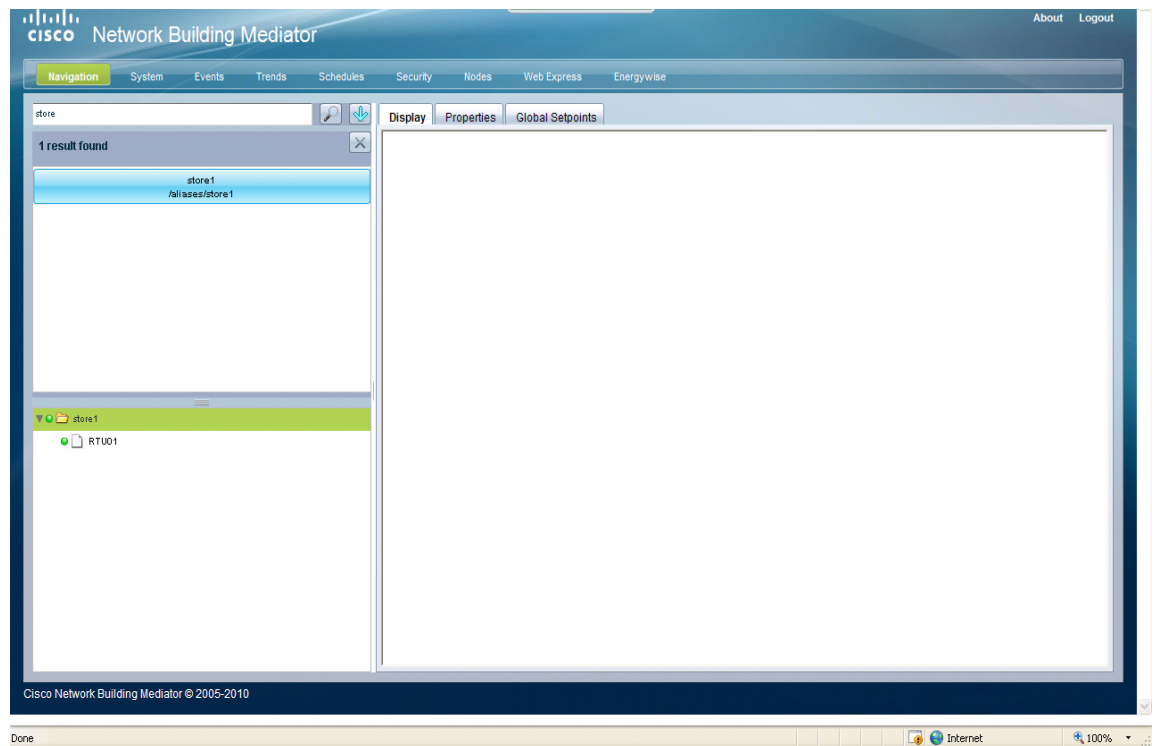 About Logout
CISCO Network Building Mediator
Navigation System Events Trends Schedules Security Nodes Web Express Energywise
store
Display Properties Global Setpoints
1 result found
store1
/aliases/store1
store1
RTU01
Cisco Network Building Mediator © 2005-2010
Done Internet 100%